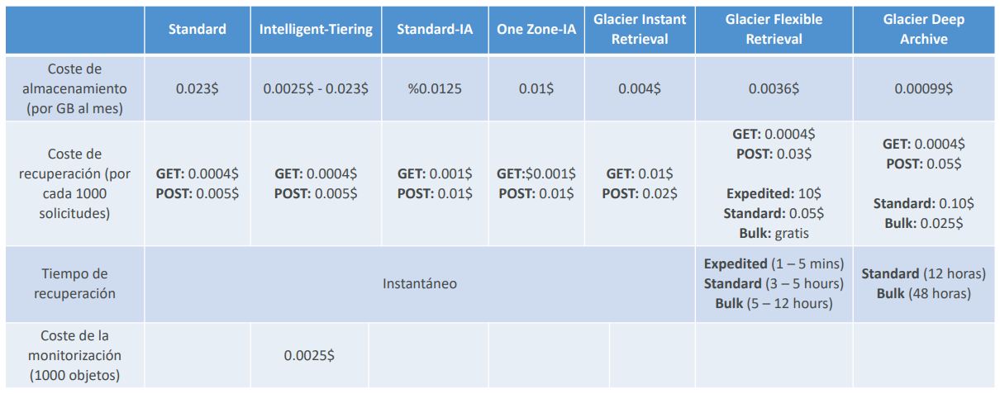 Standard
Intelligent-Tiering
Standard-IA
One Zone-IA
Glacier Instant
Retrieval
Glacier Flexible
Retrieval
Glacier Deep
Archive
Coste de
almacenamiento
(por GB al mes)
0.023$
0.0025$ - 0.023$
%0.0125
0.01$
0.004$
0.0036$
0.00099$
Coste de
recuperación (por
cada 1000
solicitudes)
GET: 0.0004$
POST: 0.005$
GET: 0.0004$
POST: 0.005$
GET: 0.001$
POST: 0.01$
GET:$0.001$
POST: 0.01$
GET: 0.01$
POST: 0.02$
GET: 0.0004$
POST: 0.03$
Expedited: 10$
Standard: 0.05$
Bulk: gratis
GET: 0.0004$
POST: 0.05$
Standard: 0.10$
Bulk: 0.025$
Tiempo de
recuperación
Instantáneo
Expedited (1 – 5 mins)
Standard (3 – 5 hours)
Bulk (5 – 12 hours)
Standard (12 horas)
Bulk (48 horas)
Coste de la
monitorización
(1000 objetos)
0.0025$